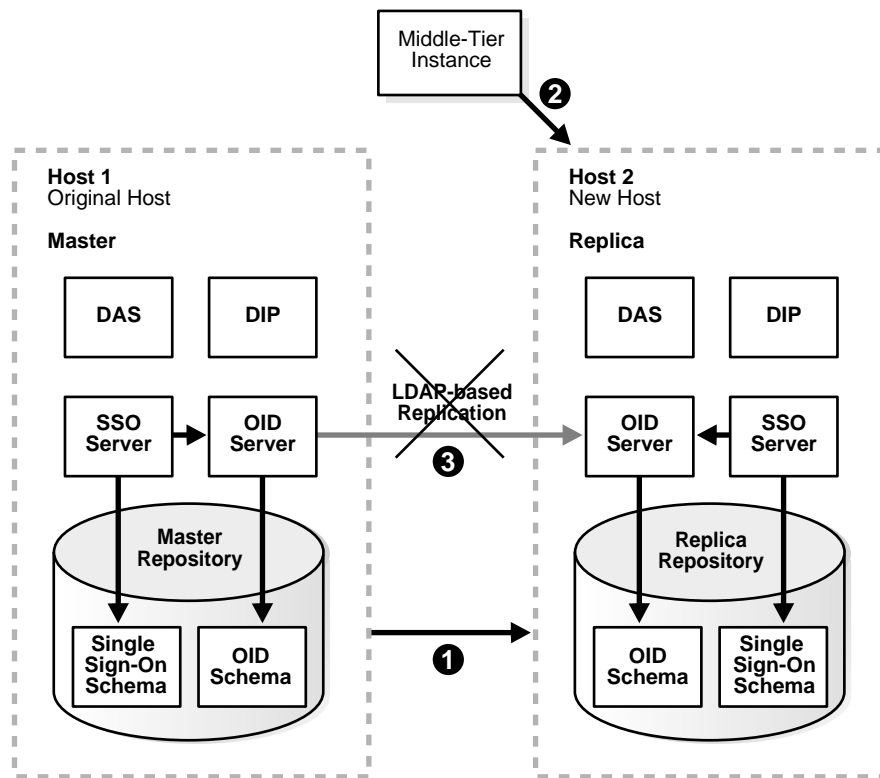 Middle-Tier
Instance
2
Host 1
Original Host
Master
DAS
DIP
SSO
Server
OID
Server
Master
Repository
Single
Sign-On
Schema
OID
Schema
LDAP-based
Replication
3
1
Host 2
New Host
Replica
DAS
DIP
OID
Server
SSO
Server
Replica
Repository
OID
Schema
Single
Sign-On
Schema